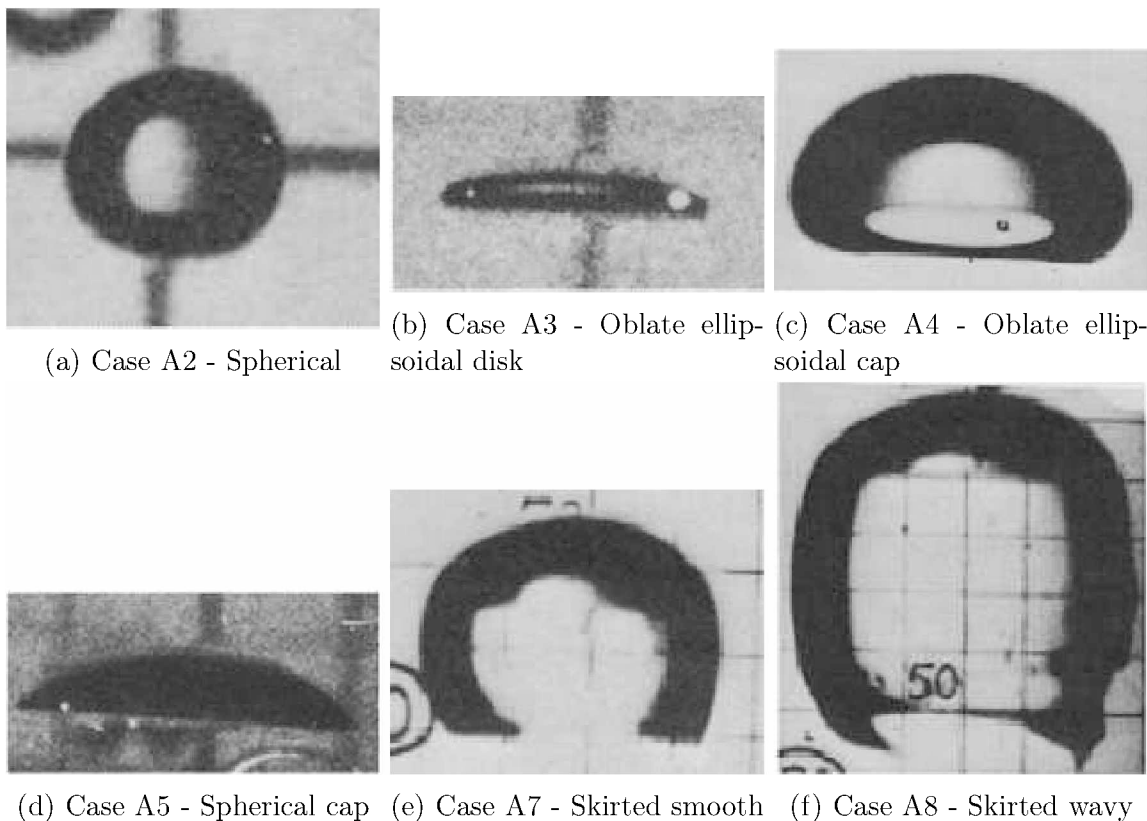 (a) Case A2 - Spherical
(b) Case A3 - Oblate ellip-
soidal disk
(c) Case A4 - Oblate ellip-
soidal cap
50
(d) Case A5 - Spherical cap
(e) Case A7 - Skirted smooth
(f) Case A8 - Skirted wavy